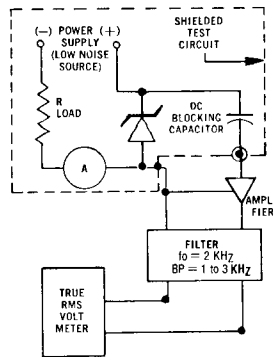 (-) POWER (+)
SUPPLY
(LOW NOISE
SOURCE)
SHIELDED
TEST
CIRCUIT
R
LOAD
DC
BLOCKING
CAPACITOR
A
AMPLI
FIER
FILTER
fo = 2 KHz
BP = 1 to 3 KHz
TRUE
RMS
VOLT
METER